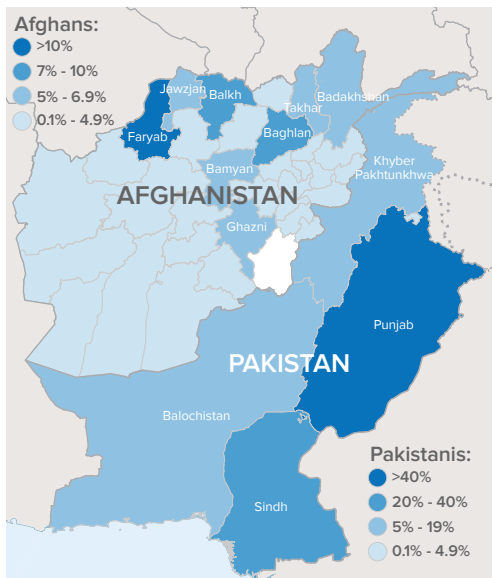 Afghans:
>10%
7% - 10%
5% - 6.9%
0.1% - 4.9%
Jawzjan
Balkh
Badakhshan
Takhar
Faryab
Baghlan
Bamyan
Khyber
Pakhtunkhwa
AFGHANISTAN
Ghazni
Punjab
PAKISTAN
Balochistan
Sindh
Pakistanis:
>40%
20% - 40%
5% - 19%
0.1% - 4.9%